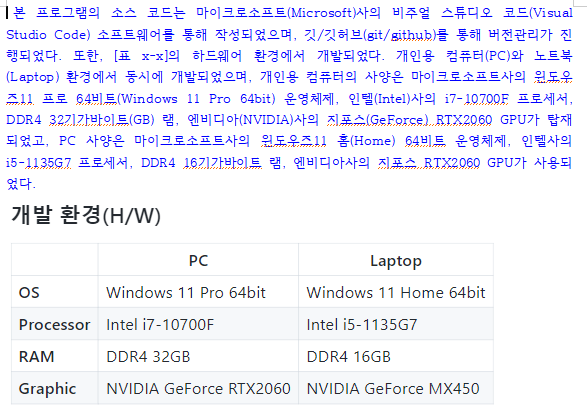 본 프로그램의 소스 코드는 마이크로소프트(Microsoft)사의 비주얼 스튜디오 코드(Visual
Studio Code) 소프트웨어를 통해 작성되었으며, 깃/깃허브(git/github)를 통해 버전관리가 진
행되었다. 또한, [표 x-x]의 하드웨어 환경에서 개발되었다. 개인용 컴퓨터(PC)와 노트북
(Laptop) 환경에서 동시에 개발되었으며, 개인용 컴퓨터의 사양은 마이크로소프트사의 윈도우
즈11 프로 64비트(Windows 11 Pro 64bit) 운영체제, 인텔(Intel)사의 i7-10700F 프로세서,
DDR4 32기가바이트(GB) 램, 엔비디아(NVIDIA)사의 지포스(GeForce) RTX2060 GPU가 탑재
되었고, PC 사양은 마이크로소프트사의 윈도우즈11 홈(Home) 64비트 운영체제, 인텔사의
i5-1135G7 프로세서, DDR4 16기가바이트 램, 엔비디아사의 지포스 RTX2060 GPU가 사용되
었다.
개발 환경(H/W)
PC Laptop
OS Windows 11 Pro 64bit Windows 11 Home 64bit
Processor Intel i7-10700F Intel i5-1135G7
RAM DDR4 32GB DDR4 16GB
Graphic NVIDIA GeForce RTX2060 NVIDIA GeForce MX450